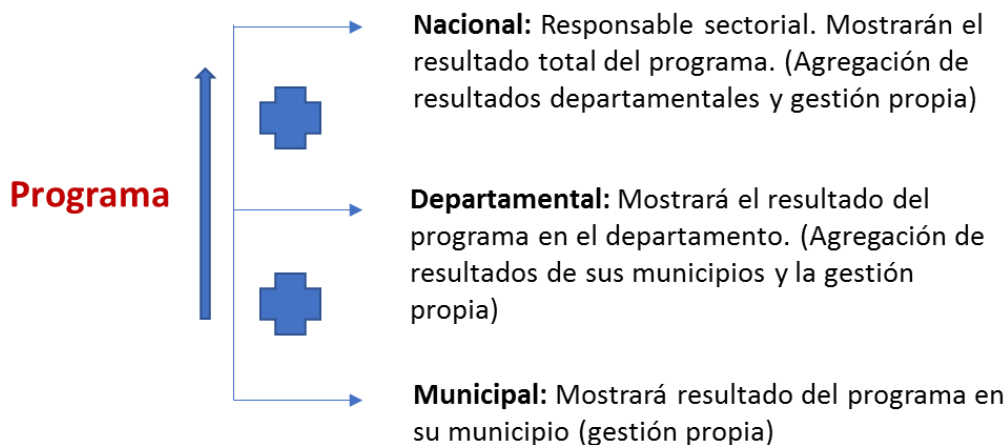 Programa
Nacional: Responsable sectorial. Mostrarán el
resultado total del programa. (Agregación de
resultados departamentales y gestión propia)
Departamental: Mostrará el resultado del
programa en el departamento. (Agregación de
resultados de sus municipios y la gestión
propia)
Municipal: Mostrará resultado del programa en
su municipio (gestión propia)